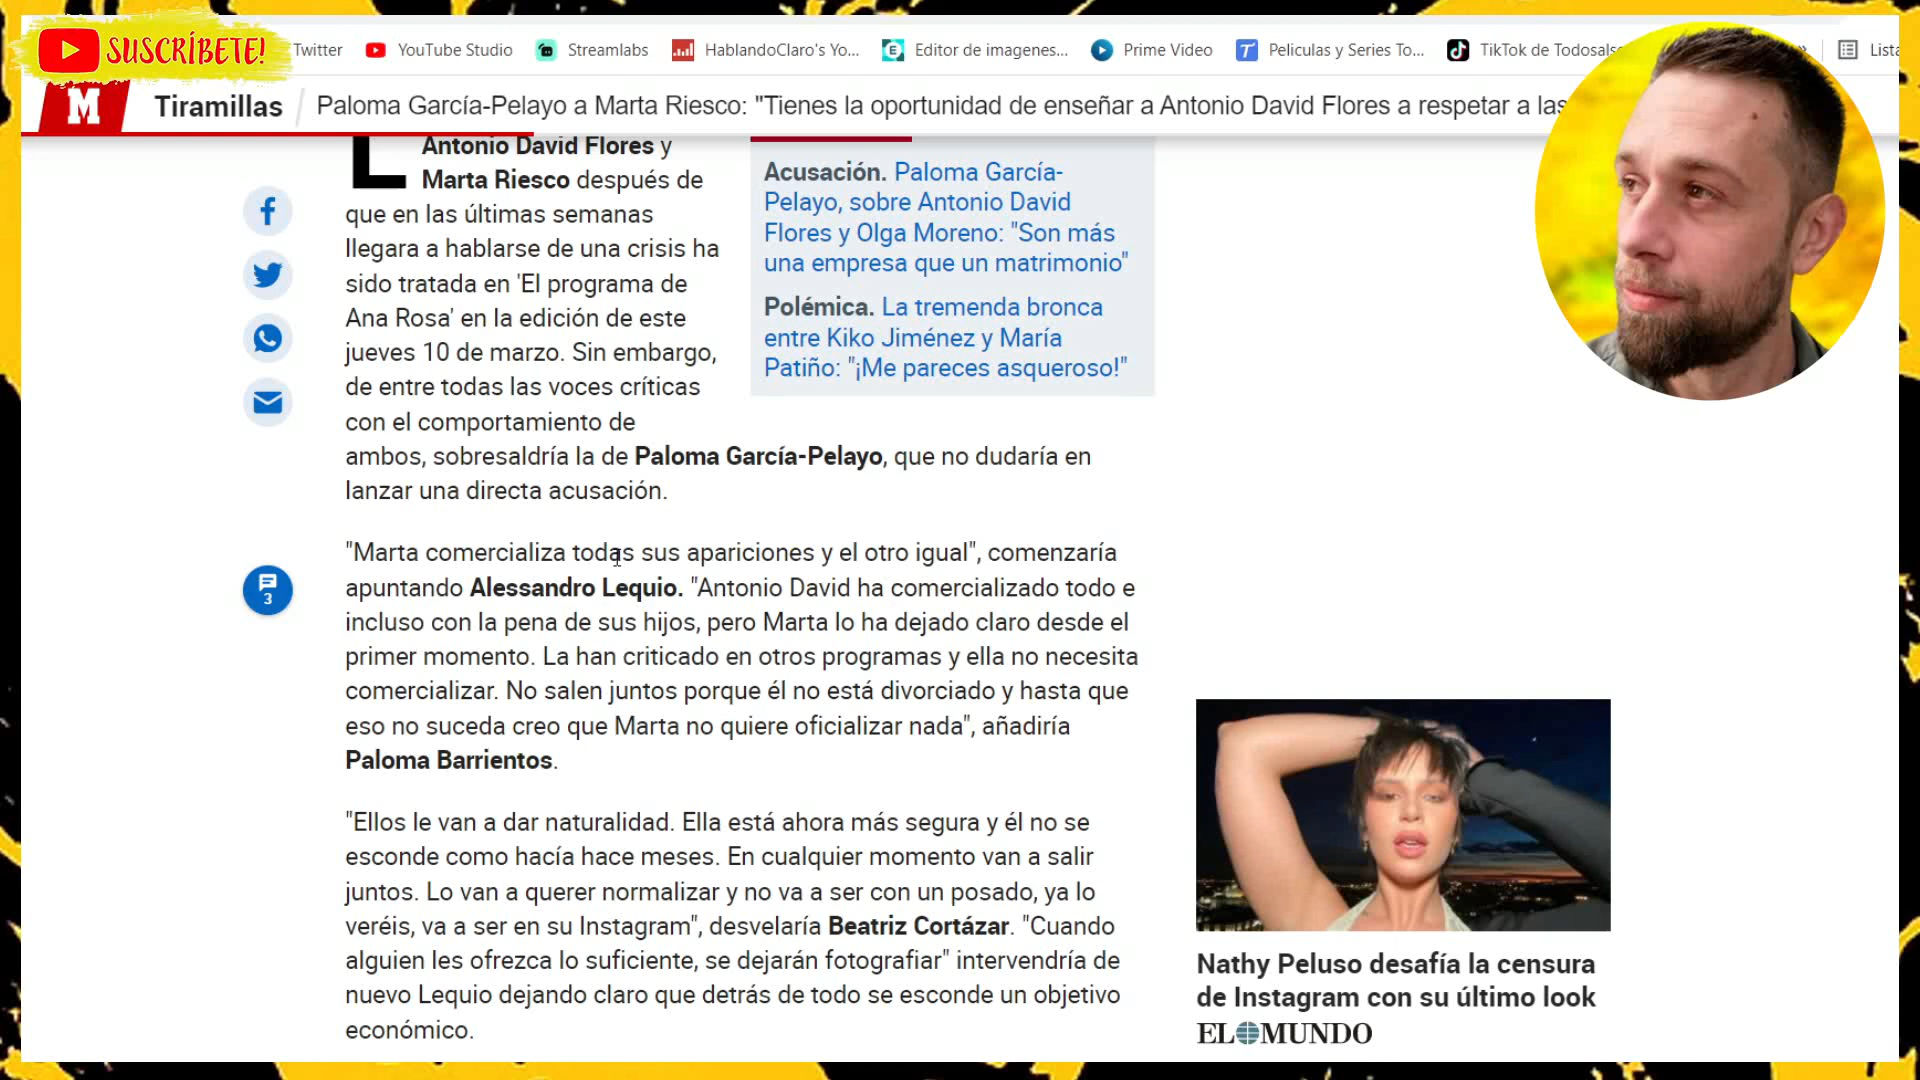 SUSCRÍBETE!
Twitter
YouTube Studio
Streamlabs
HablandoClaro's Yo...
Editor de imagenes...
Prime Video
Peliculas y Series To...
TikTok de Todosals
»
Lista
M
Tiramillas
Paloma García-Pelayo a Marta Riesco: "Tienes la oportunidad de enseñar a Antonio David Flores a respetar a las
L
Antonio David Flores y
Marta Riesco después de
que en las últimas semanas
llegara a hablarse de una crisis ha
sido tratada en 'El programa de
Ana Rosa' en la edición de este
jueves 10 de marzo. Sin embargo,
de entre todas las voces críticas
con el comportamiento de
ambos, sobresaldría la de Paloma García-Pelayo, que no dudaría en
lanzar una directa acusación.
Acusación. Paloma García-
Pelayo, sobre Antonio David
Flores y Olga Moreno: "Son más
una empresa que un matrimonio"
Polémica. La tremenda bronca
entre Kiko Jiménez y María
Patiño: "¡Me pareces asqueroso!"
"Marta comercializa todas sus apariciones y el otro igual", comenzaría
apuntando Alessandro Lequio. "Antonio David ha comercializado todo e
incluso con la pena de sus hijos, pero Marta lo ha dejado claro desde el
primer momento. La han criticado en otros programas y ella no necesita
comercializar. No salen juntos porque él no está divorciado y hasta que
eso no suceda creo que Marta no quiere oficializar nada", añadiría
Paloma Barrientos.
3
"Ellos le van a dar naturalidad. Ella está ahora más segura y él no se
esconde como hacía hace meses. En cualquier momento van a salir
juntos. Lo van a querer normalizar y no va a ser con un posado, ya lo
veréis, va a ser en su Instagram", desvelaría Beatriz Cortázar. "Cuando
alguien les ofrezca lo suficiente, se dejarán fotografiar" intervendría de
nuevo Lequio dejando claro que detrás de todo se esconde un objetivo
económico.
Nathy Peluso desafía la censura
de Instagram con su último look
EL MUNDO